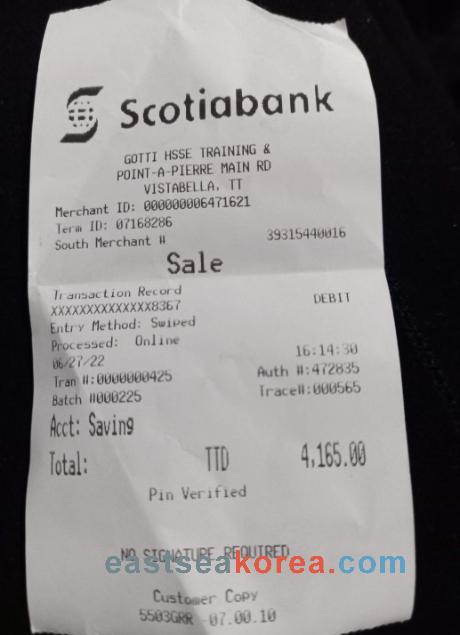 Scotiabank
GOTTI HSSE TRAINING &
POINT-A-PIERRE MAIN RD
VISTABELLA, TT
Merchant ID: 000000006471621
Term ID: 07168286
South Merchant # 39315440016
Sale
Transaction Record
XXXXXXXXXXXXXX8367 DEBIT
Entry Method: Swiped
Processed: Online
06/27/22 16:14:30
Tran #:0000000425 Auth #:472835
Batch #000225 Trace#:000565
Acct: Saving
Total: TTD 4,165.00
Pin Verified
NO SIGNATURE REQUIRED
eastseakorea.com
Customer Copy
5503GRR -07.00.10